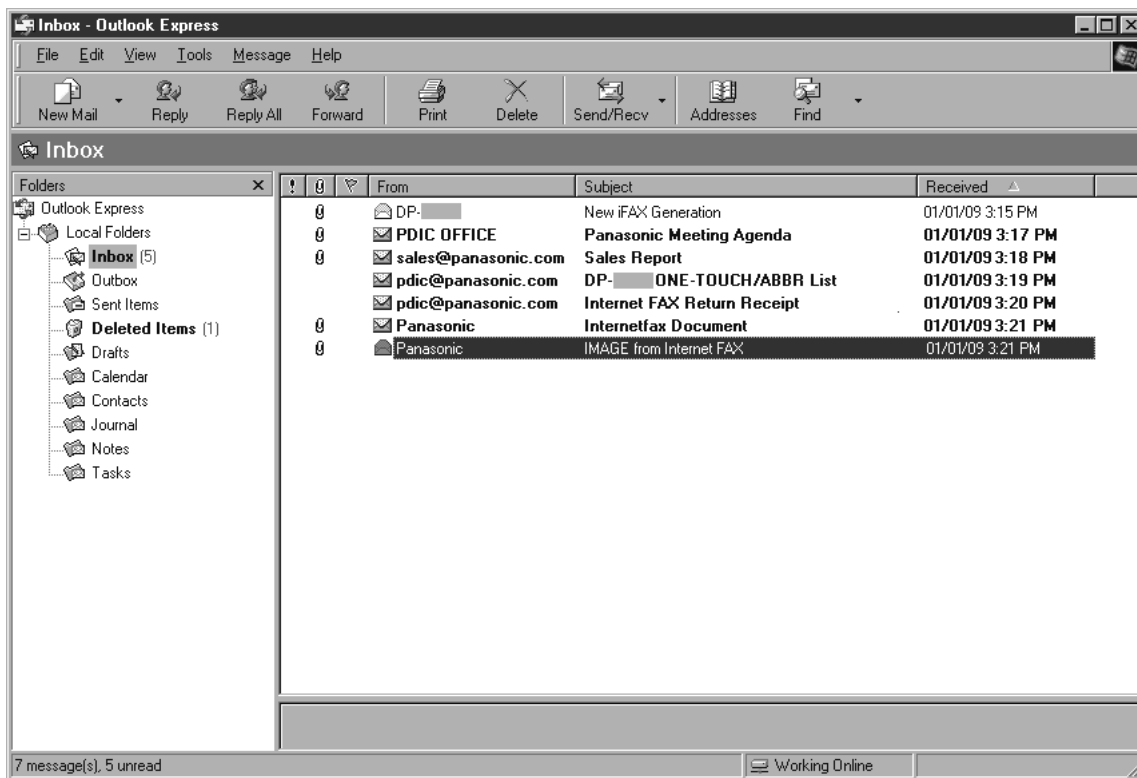 Inbox - Outlook Express
File Edit View Tools Message Help
New Mail Reply Reply All Forward Print Delete Send/Recv Addresses Find
Inbox
Folders × ! From Subject Received
Outlook Express
Local Folders
Inbox (5)
Outbox
Sent Items
Deleted Items (1)
Drafts
Calendar
Contacts
Journal
Notes
Tasks
DP- New iFAX Generation 01/01/09 3:15 PM
PDIC OFFICE Panasonic Meeting Agenda 01/01/09 3:17 PM
sales@panasonic.com Sales Report 01/01/09 3:18 PM
pdic@panasonic.com DP- ONE-TOUCH/ABBR List 01/01/09 3:19 PM
pdic@panasonic.com Internet FAX Return Receipt 01/01/09 3:20 PM
Panasonic Internetfax Document 01/01/09 3:21 PM
Panasonic IMAGE from Internet FAX 01/01/09 3:21 PM
7 message(s), 5 unread Working Online